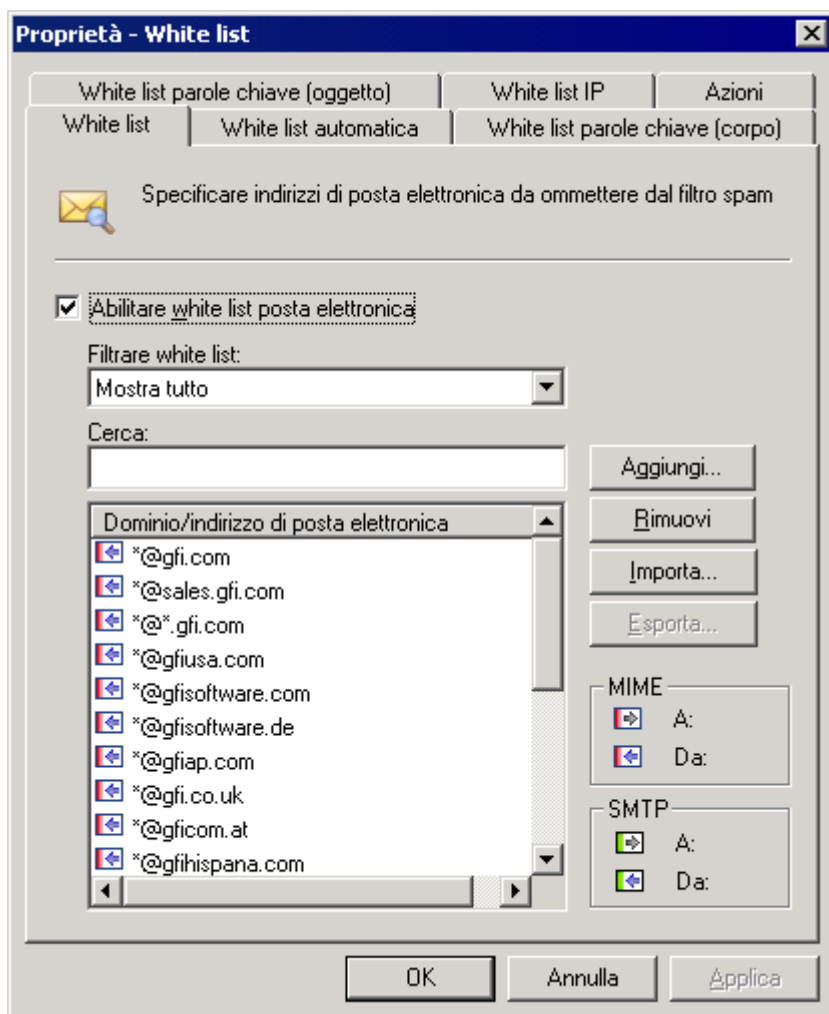 Proprietà - White list
White list parole chiave (oggetto)
White list IP
Azioni
White list
White list automatica
White list parole chiave (corpo)
Specificare indirizzi di posta elettronica da ommettere dal filtro spam
Abilitare white list posta elettronica
Filtrare white list:
Mostra tutto
Cerca:
Aggiungi...
Dominio/indirizzo di posta elettronica
Rimuovi
*@gfi.com
Importa...
*@sales.gfi.com
*@*.gfi.com
Esporta...
*@gfiusa.com
*@gfisoftware.com
*@gfisoftware.de
*@gfiap.com
*@gfi.co.uk
*@gficom.at
*@gfihispana.com
MIME
A:
Da:
SMTP
A:
Da:
OK
Annulla
Applica